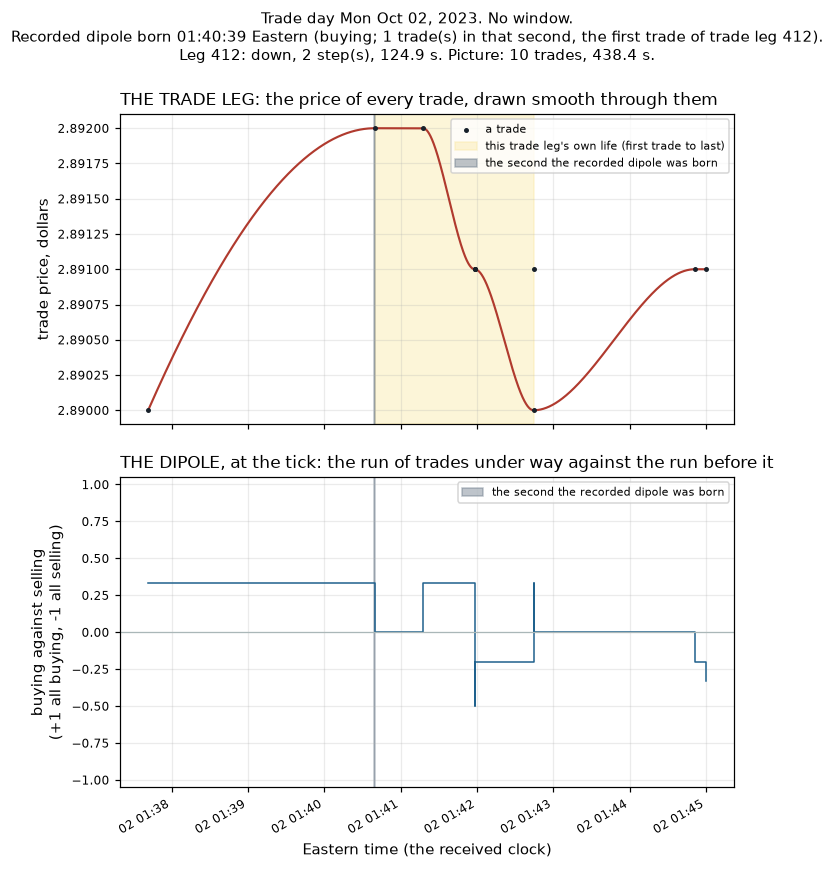 Trade day Mon Oct 02, 2023. No window.
Recorded dipole born 01:40:39 Eastern (buying; 1 trade(s) in that second, the first trade of trade leg 412).
Leg 412: down, 2 step(s), 124.9 s. Picture: 10 trades, 438.4 s.
THE TRADE LEG: the price of every trade, drawn smooth through them
a trade
this trade leg's own life (first trade to last)
the second the recorded dipole was born
trade price, dollars
2.89200
2.89175
2.89150
2.89125
2.89100
2.89075
2.89050
2.89025
2.89000
THE DIPOLE, at the tick: the run of trades under way against the run before it
the second the recorded dipole was born
buying against selling
(+1 all buying, -1 all selling)
1.00
0.75
0.50
0.25
0.00
−0.25
−0.50
−0.75
−1.00
02 01:38
02 01:39
02 01:40
02 01:41
02 01:42
02 01:43
02 01:44
02 01:45
Eastern time (the received clock)